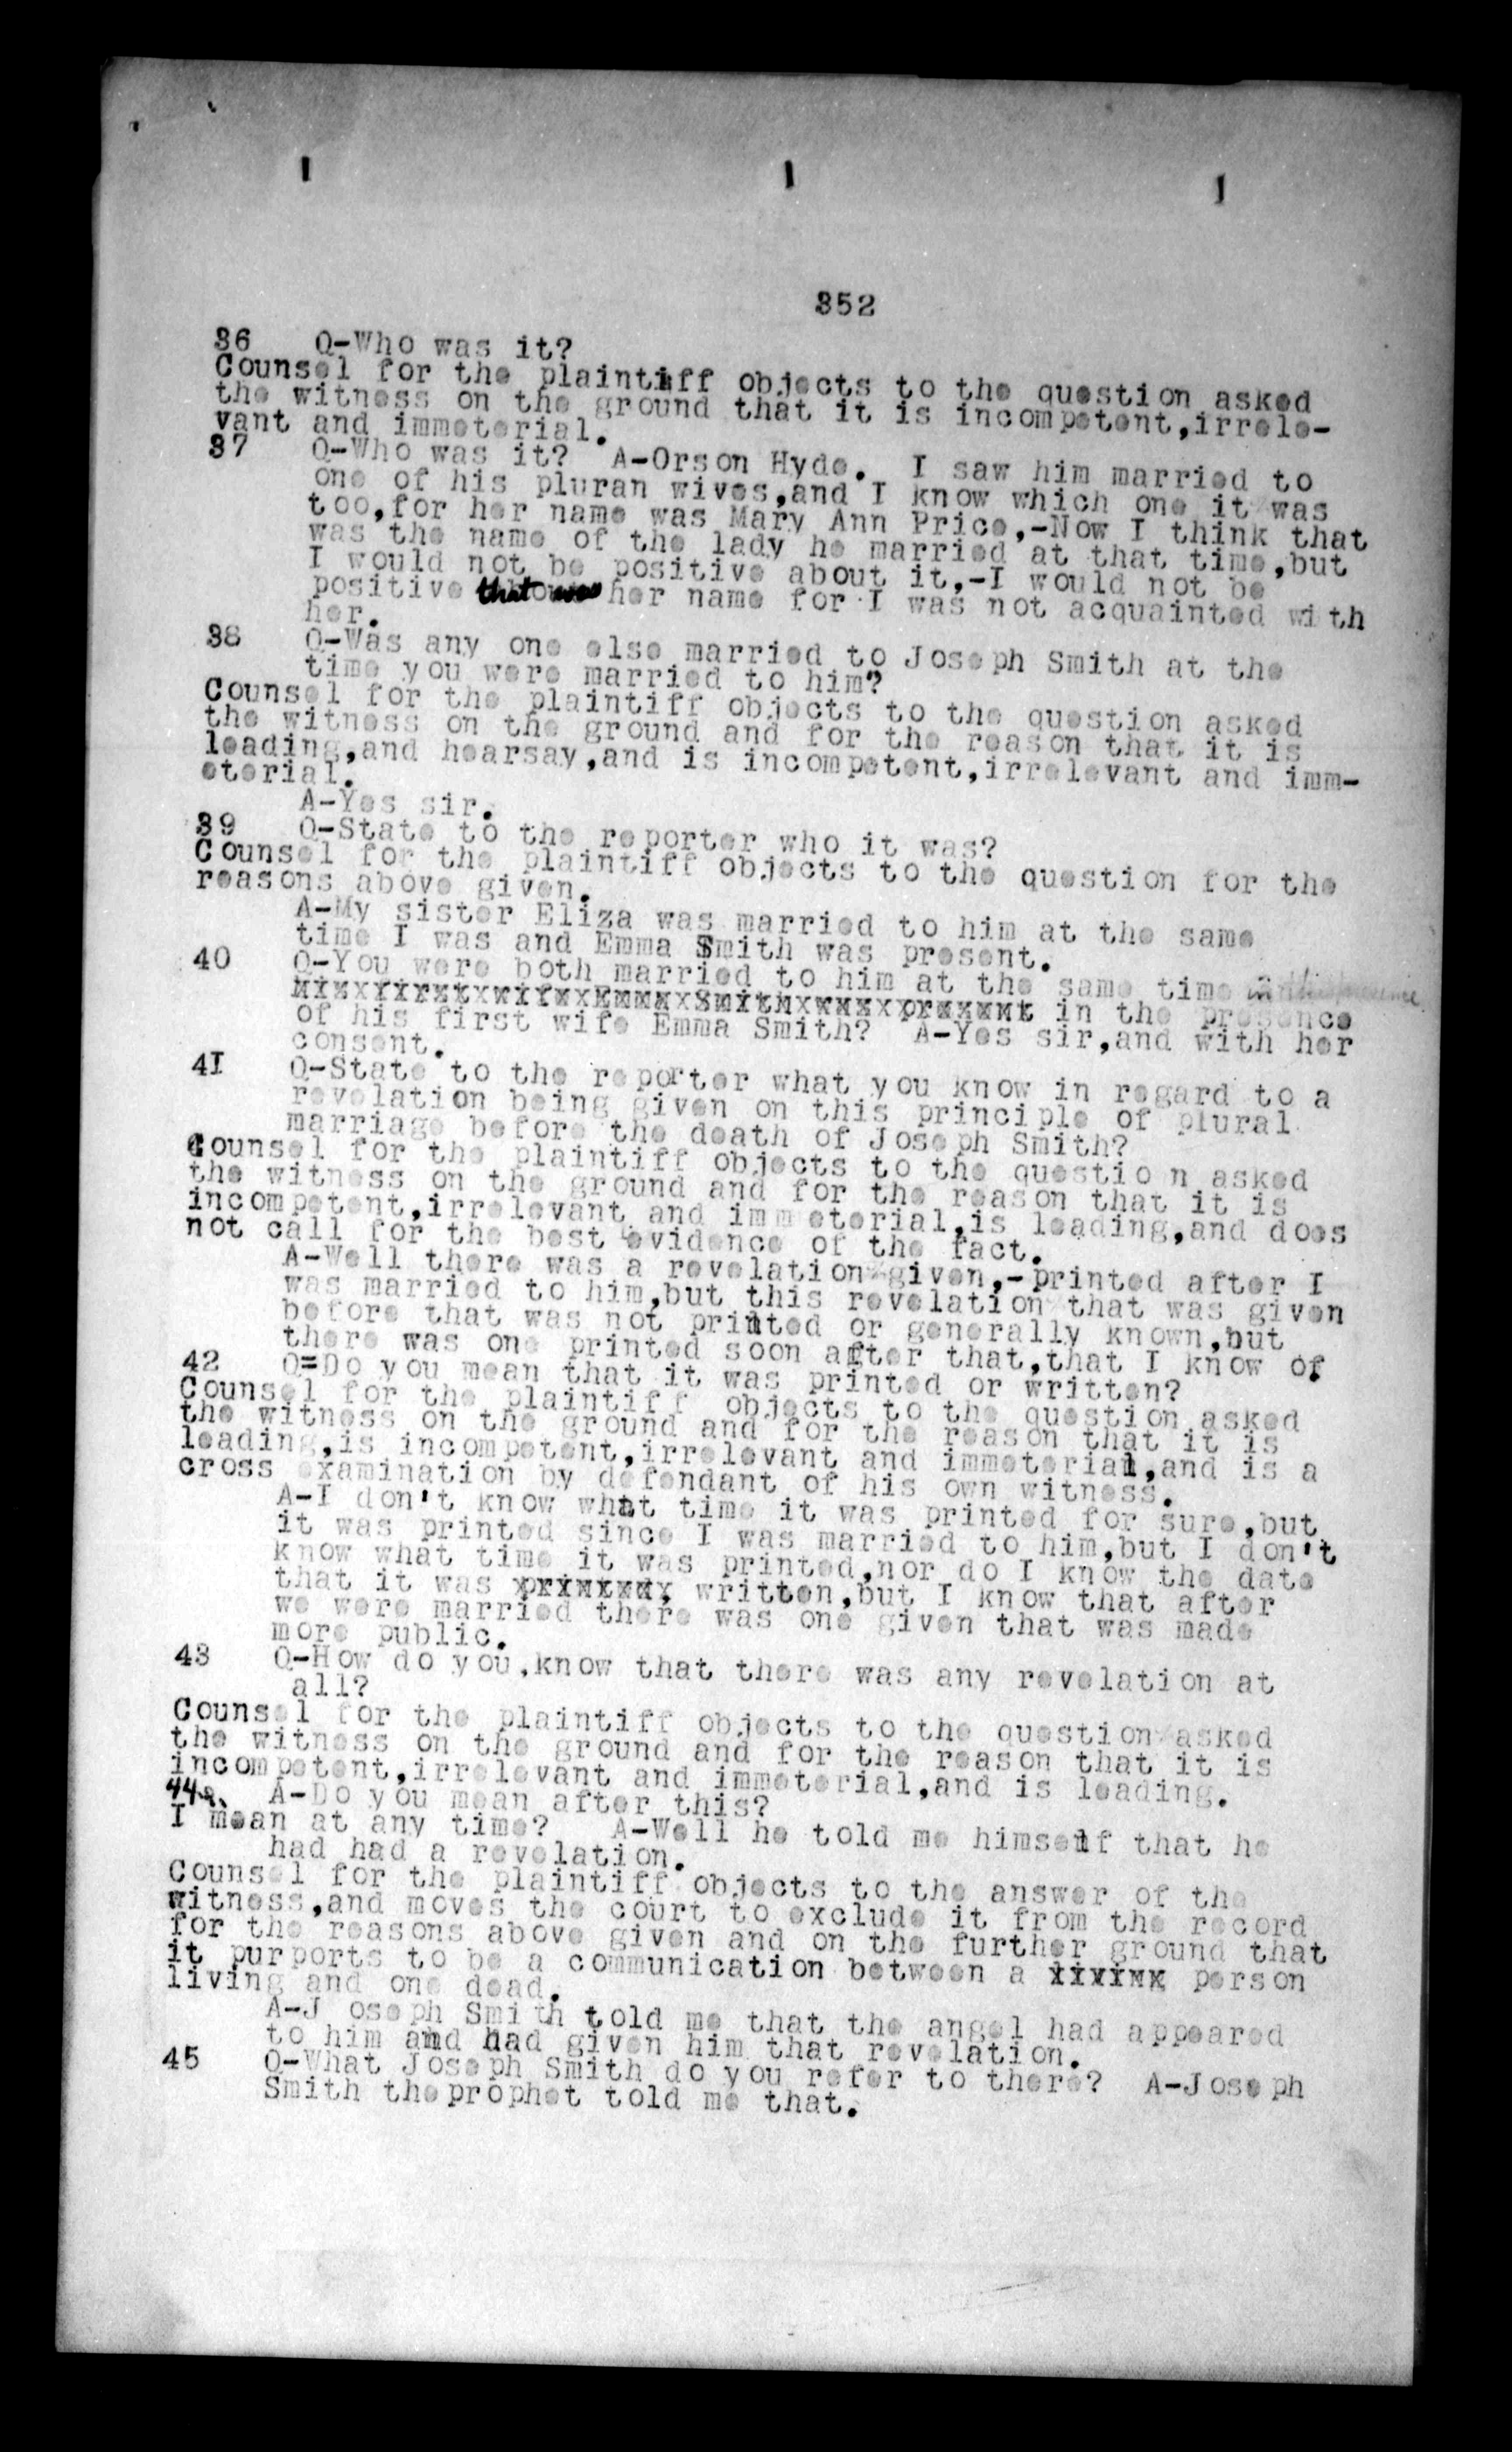 352
36 Q-Who was it?
Counsel for the plaintiff objects to the question asked
the witness on the ground that it is incompetent,irrele-
vant and immeterial.
37 Q-Who was it? A-Orson Hyde. I saw him married to
one of his pluran wives,and I know which one it was
too,for her name was Mary Ann Price,-Now I think that
was the name of the lady he married at that time,but
I would not be positive about it,-I would not be
positive that was her name for I was not acquainted with
her.
38 Q-Was any one else married to Joseph Smith at the
time you were married to him?
Counsel for the plaintiff objects to the question asked
the witness on the ground and for the reason that it is
leading,and hearsay,and is incompetent,irrelevant and imm-
eterial.
A-Yes sir.
39 Q-State to the reporter who it was?
Counsel for the plaintiff objects to the question for the
reasons above given.
A-My sister Eliza was married to him at the same
time I was and Emma Smith was present.
40 Q-You were both married to him at the same time
in the presence
of his first wife Emma Smith? A-Yes sir,and with her
consent.
41 Q-State to the reporter what you know in regard to a
revelation being given on this principle of plural
marriage before the death of Joseph Smith?
Counsel for the plaintiff objects to the question asked
the witness on the ground and for the reason that it is
incompetent,irrelevant and immeterial,is leading,and does
not call for the best evidence of the fact.
A-Well there was a revelation given,-printed after I
was married to him,but this revelation that was given
before that was not printed or generally known,but
there was one printed soon after that,that I know of
42 Q=Do you mean that it was printed or written?
Counsel for the plaintiff objects to the question asked
the witness on the ground and for the reason that it is
leading,is incompetent,irrelevant and immeterial,and is a
cross examination by defendant of his own witness.
A-I don't know what time it was printed for sure,but
it was printed since I was married to him,but I don't
know what time it was printed,nor do I know the date
that it was written,but I know that after
we were married there was one given that was made
more public.
43 Q-How do you,know that there was any revelation at
all?
Counsel for the plaintiff objects to the question asked
the witness on the ground and for the reason that it is
incompetent,irrelevant and immeterial,and is leading.
44Q. A-Do you mean after this?
I mean at any time? A-Well he told me himself that he
had had a revelation.
Counsel for the plaintiff objects to the answer of the
witness,and moves the court to exclude it from the record
for the reasons above given and on the further ground that
it purports to be a communication between a person
living and one dead.
A-J oseph Smith told me that the angel had appeared
to him and had given him that revelation.
45 Q-What Joseph Smith do you refer to there? A-Joseph
Smith theprophet told me that.